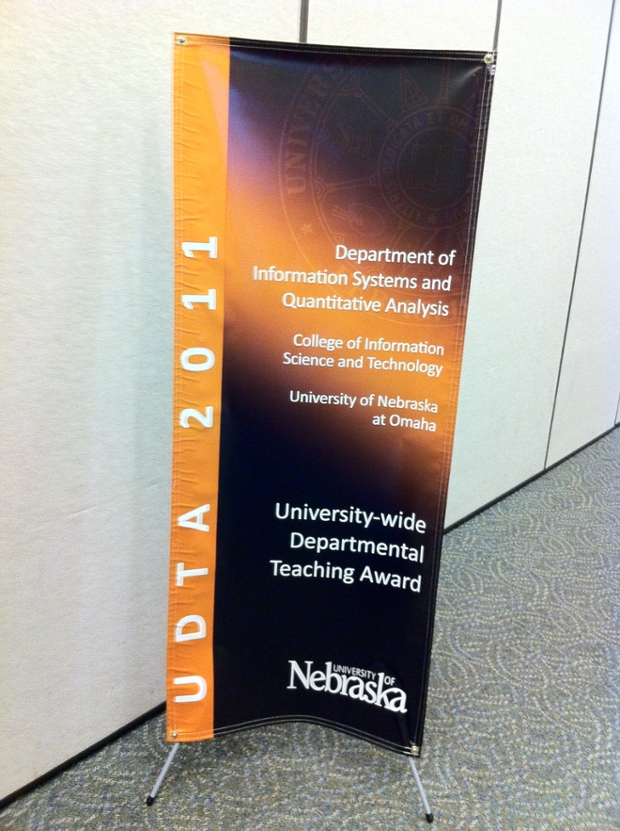 UDTA 2011
UNIVERS
Department of
Information Systems and
Quantitative Analysis
College of Information
Science and Technology
University of Nebraska
at Omaha
University-wide
Departmental
Teaching Award
UNIVERSITY OF
Nebraska